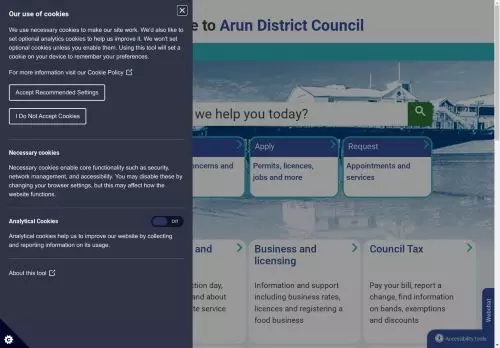 Our use of cookies
We use necessary cookies to make our site work. We'd also like to
set optional analytics cookies to help us improve it. We won't set
optional cookies unless you enable them. Using this tool will set a
cookie on your device to remember your preferences.
For more information visit our Cookie Policy
Accept Recommended Settings
I Do Not Accept Cookies
Necessary cookies
Necessary cookies enable core functionality such as security,
network management, and accessibility. You may disable these by
changing your browser settings, but this may affect how the
website functions.
Analytical Cookies
Off
Analytical cookies help us to improve our website by collecting
and reporting information on its usage.
About this tool
e to Arun District Council
we help you today?
Apply
Request
oncerns and
Permits, licences,
jobs and more
Appointments and
services
and
Business and
licensing
Council Tax
ction day,
and about
te service
Information and support
including business rates,
licences and registering a
food business
Pay your bill, report a
change, find information
on bands, exemptions
and discounts
Webchat
Accessibility tools